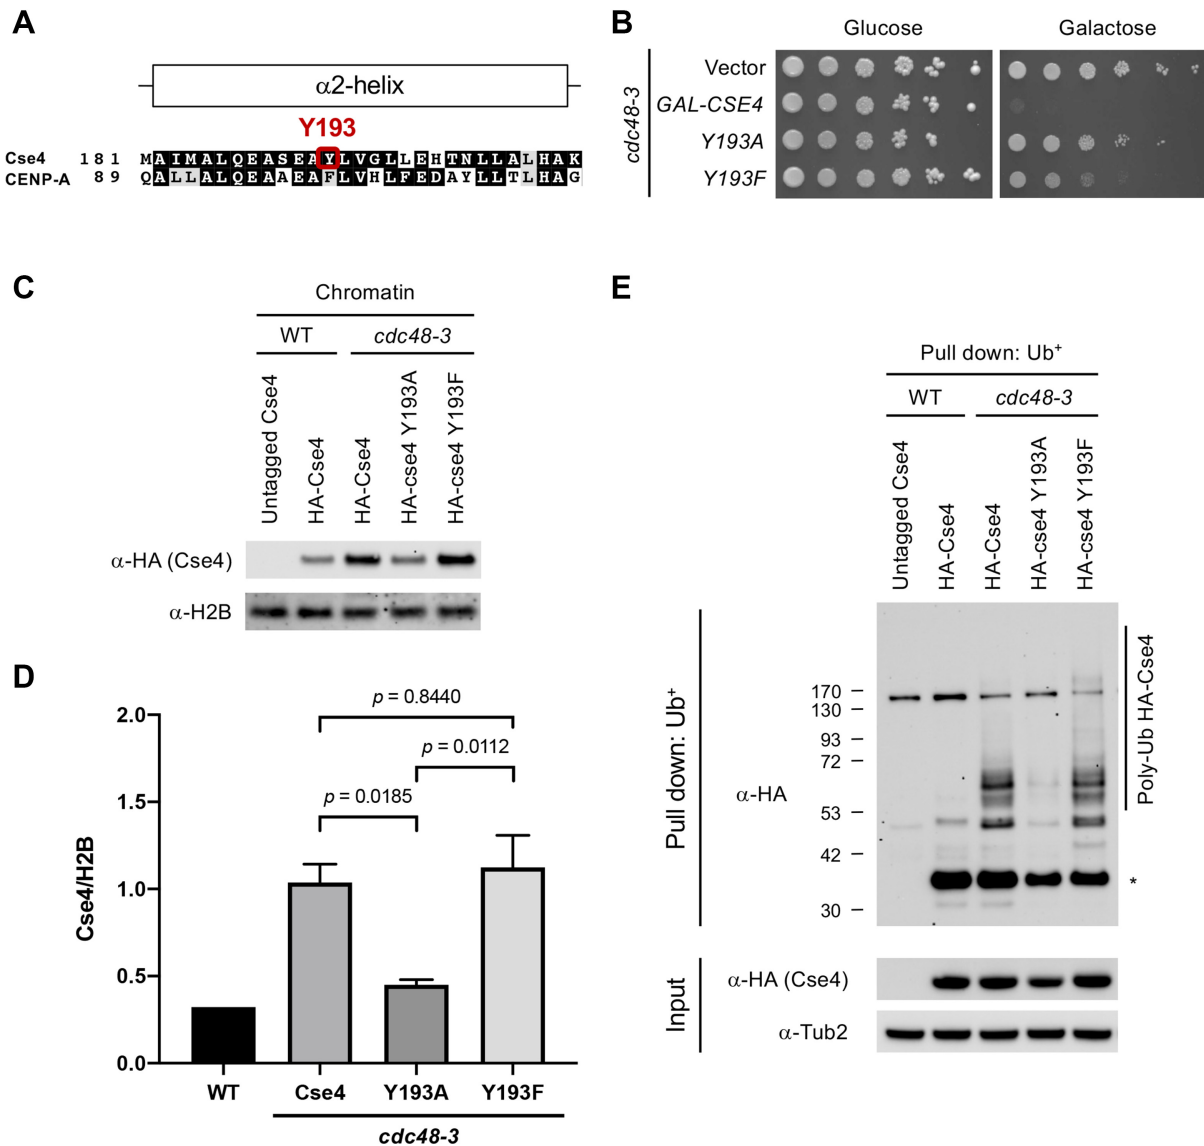 A
α2-helix
Y193
Cse4 181 MAIMALQEASEAYLVGLLEHTNLLALHAK
CENP-A 89 QALLALQEAAEAFLVHLFEDAYLLTLHAG
B
Glucose Galactose
cdc48-3
Vector
GAL-CSE4
Y193A
Y193F
C
Chromatin
WT cdc48-3
Untagged Cse4
HA-Cse4
HA-Cse4
HA-cse4 Y193A
HA-cse4 Y193F
α-HA (Cse4)
α-H2B
D
p = 0.8440
p = 0.0112
p = 0.0185
Cse4/H2B
2.0
1.5
1.0
0.5
0.0
WT Cse4 Y193A Y193F
cdc48-3
E
Pull down: Ub+
WT cdc48-3
Untagged Cse4
HA-Cse4
HA-Cse4
HA-cse4 Y193A
HA-cse4 Y193F
Pull down: Ub+
α-HA
170
130
93
72
53
42
30
Poly-Ub HA-Cse4
*
Input
α-HA (Cse4)
α-Tub2